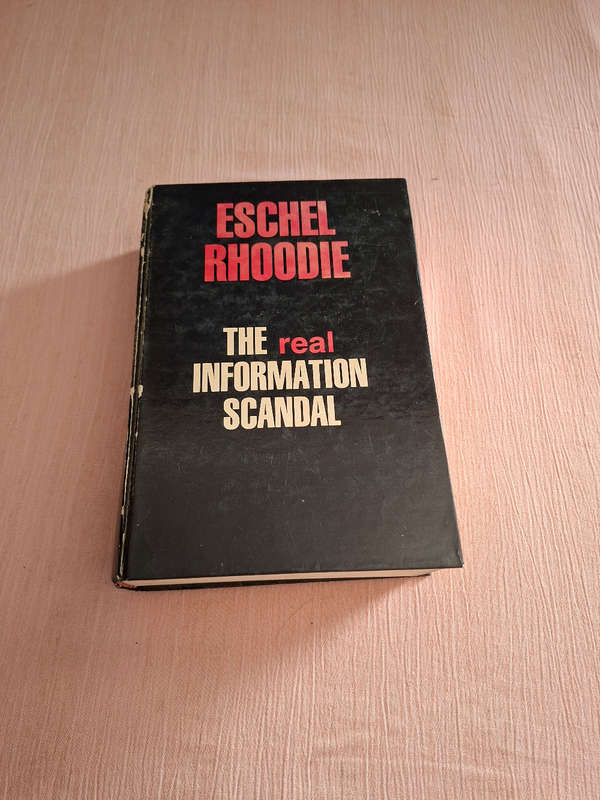 ESCHEL
RHOODIE
THE real
INFORMATION
SCANDAL